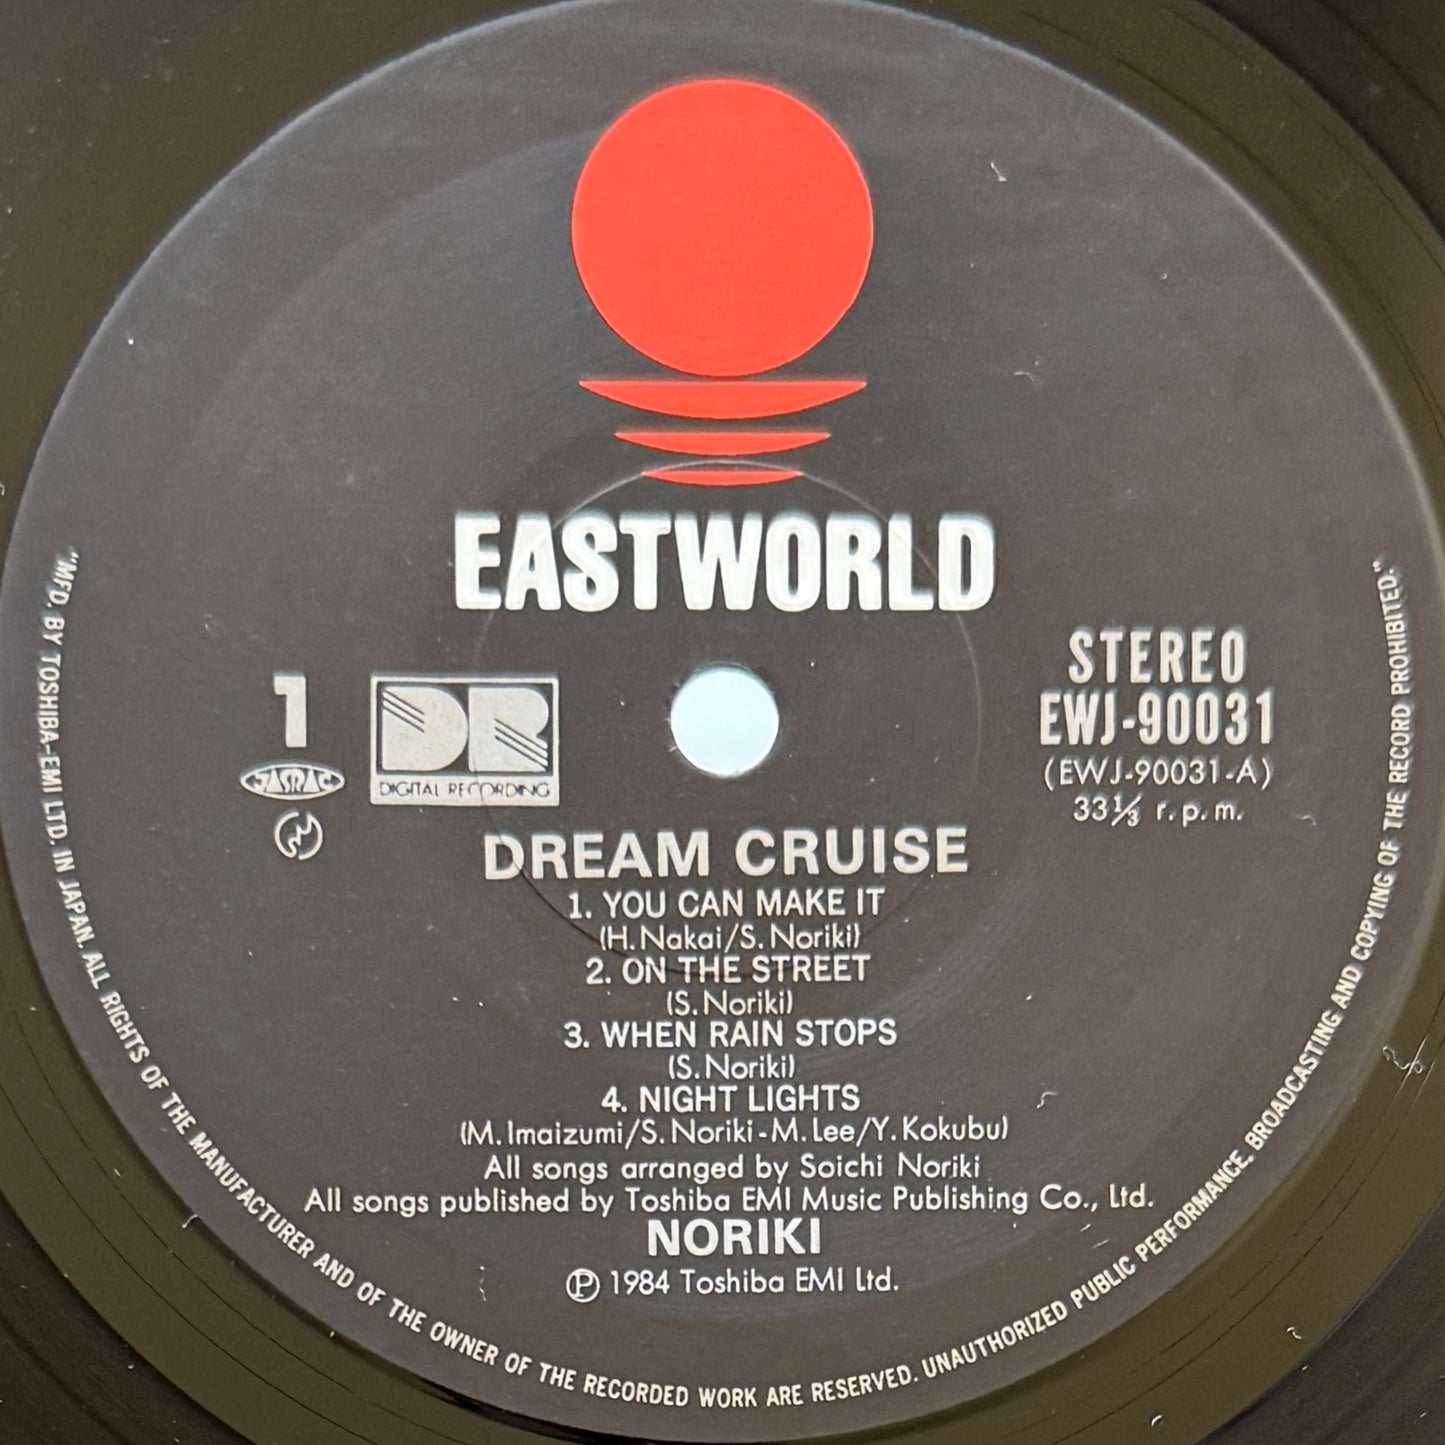 EASTWORLD
STEREO
EWJ-90031
(EWJ-90031-A)
33⅓ r.p.m.
1
JASRAC
DR
DIGITAL RECORDING
DREAM CRUISE
1. YOU CAN MAKE IT
(H. Nakai/S. Noriki)
2. ON THE STREET
(S. Noriki)
3. WHEN RAIN STOPS
(S. Noriki)
4. NIGHT LIGHTS
(M. Imaizumi/S. Noriki-M. Lee/Y. Kokubu)
All songs arranged by Soichi Noriki
All songs published by Toshiba EMI Music Publishing Co., Ltd.
NORIKI
Ⓟ 1984 Toshiba EMI Ltd.
"MFD. BY TOSHIBA-EMI LTD. IN JAPAN. ALL RIGHTS OF THE MANUFACTURER AND OF THE OWNER OF THE RECORDED WORK ARE RESERVED. UNAUTHORIZED PUBLIC PERFORMANCE, BROADCASTING AND COPYING OF THE RECORD PROHIBITED."